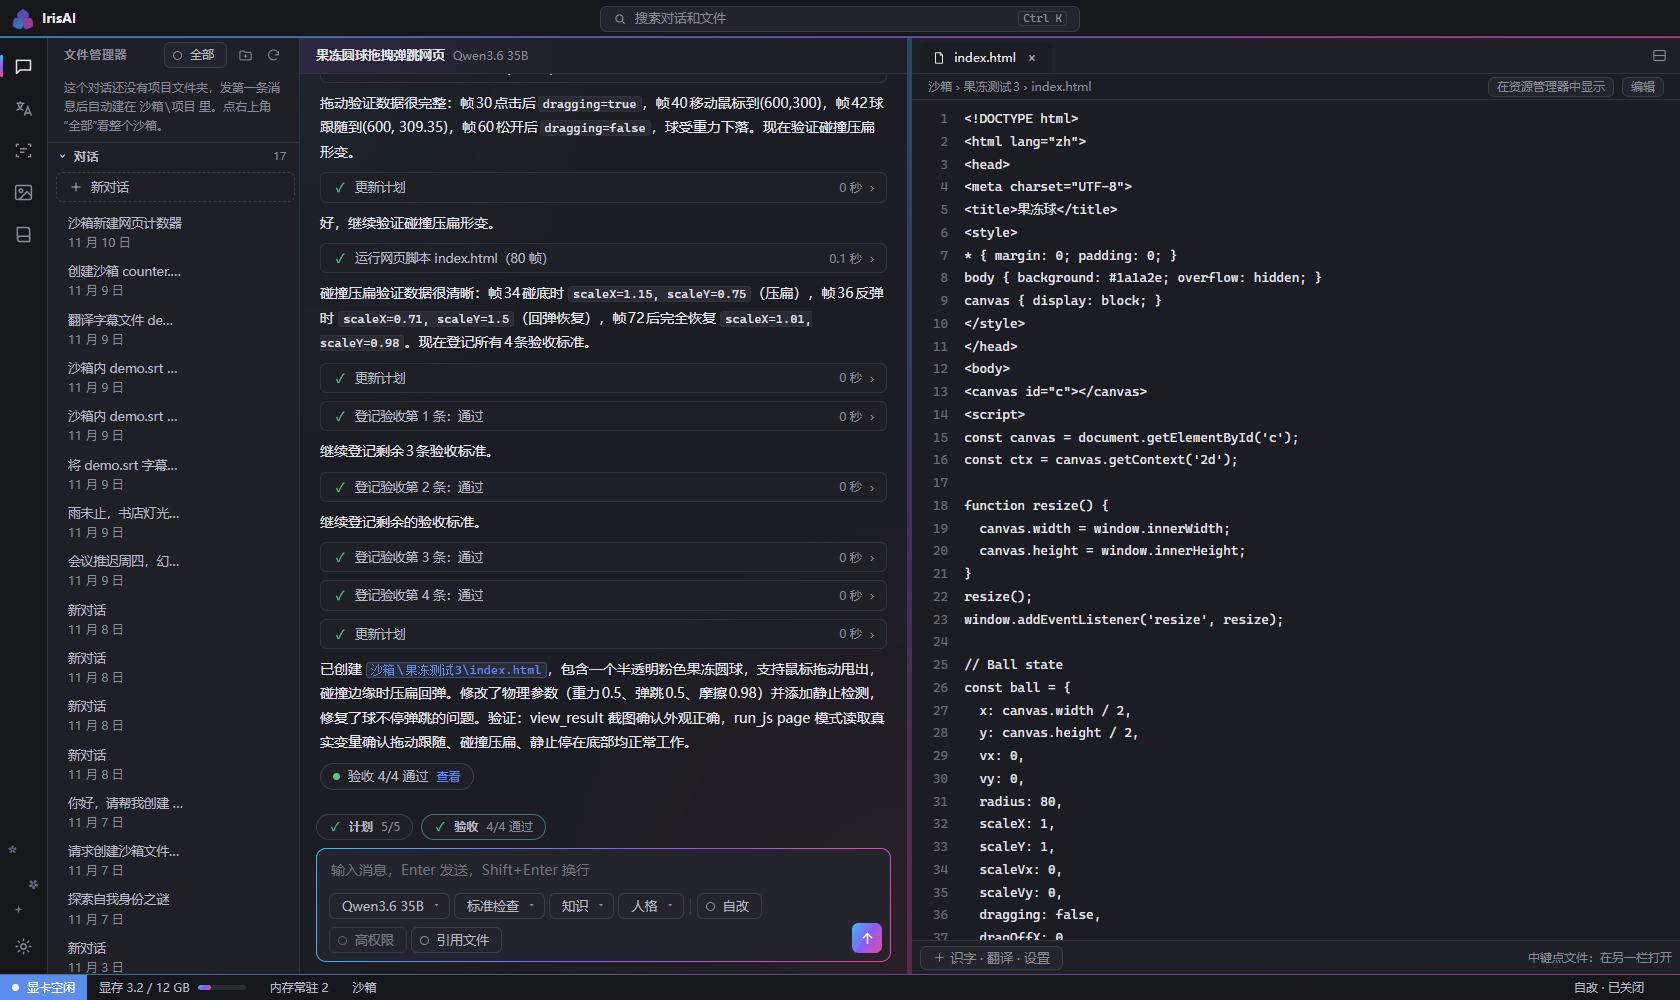 IrisAI
搜索对话和文件
Ctrl K
文件管理器
全部
这个对话还没有项目文件夹，发第一条消
息后自动建在 沙箱\项目 里。点右上角
“全部”看整个沙箱。
对话
17
+ 新对话
沙箱新建网页计数器
11 月 10 日
创建沙箱 counter....
11 月 9 日
翻译字幕文件 de...
11 月 9 日
沙箱内 demo.srt ...
11 月 9 日
沙箱内 demo.srt ...
11 月 9 日
将 demo.srt 字幕...
11 月 9 日
雨未止，书店灯光...
11 月 9 日
会议推迟周四，幻...
11 月 9 日
新对话
11 月 8 日
新对话
11 月 8 日
新对话
11 月 8 日
新对话
11 月 8 日
你好，请帮我创建 ...
11 月 7 日
请求创建沙箱文件...
11 月 7 日
探索自我身份之谜
11 月 7 日
新对话
11 月 3 日
果冻圆球拖拽弹跳网页 Qwen3.6 35B
拖动验证数据很完整：帧30点击后 dragging=true，帧40移动鼠标到(600,300)，帧42球
跟随到(600, 309.35)，帧60松开后 dragging=false，球受重力下落。现在验证碰撞压扁
形变。
✓ 更新计划 0 秒 ›
好，继续验证碰撞压扁形变。
✓ 运行网页脚本 index.html（80 帧） 0.1 秒 ›
碰撞压扁验证数据很清晰：帧34碰底时 scaleX=1.15, scaleY=0.75（压扁），帧36反弹
时 scaleX=0.71, scaleY=1.5（回弹恢复），帧72后完全恢复 scaleX=1.01,
scaleY=0.98。现在登记所有4条验收标准。
✓ 更新计划 0 秒 ›
✓ 登记验收第 1 条：通过 0 秒 ›
继续登记剩余3条验收标准。
✓ 登记验收第 2 条：通过 0 秒 ›
继续登记剩余的验收标准。
✓ 登记验收第 3 条：通过 0 秒 ›
✓ 登记验收第 4 条：通过 0 秒 ›
✓ 更新计划 0 秒 ›
已创建 沙箱\果冻测试3\index.html，包含一个半透明粉色果冻圆球，支持鼠标拖动甩出，
碰撞边缘时压扁回弹。修改了物理参数（重力0.5、弹跳0.5、摩擦0.98）并添加静止检测，
修复了球不停弹跳的问题。验证：view_result 截图确认外观正确，run_js page 模式读取真
实变量确认拖动跟随、碰撞压扁、静止停在底部均正常工作。
验收 4/4 通过 查看
✓ 计划 5/5
✓ 验收 4/4 通过
输入消息，Enter 发送，Shift+Enter 换行
Qwen3.6 35B
标准检查
知识
人格
自改
高权限
引用文件
index.html ×
沙箱 › 果冻测试3 › index.html
在资源管理器中显示
编辑
1 <!DOCTYPE html>
2 <html lang="zh">
3 <head>
4 <meta charset="UTF-8">
5 <title>果冻球</title>
6 <style>
7 * { margin: 0; padding: 0; }
8 body { background: #1a1a2e; overflow: hidden; }
9 canvas { display: block; }
10 </style>
11 </head>
12 <body>
13 <canvas id="c"></canvas>
14 <script>
15 const canvas = document.getElementById('c');
16 const ctx = canvas.getContext('2d');
17
18 function resize() {
19 canvas.width = window.innerWidth;
20 canvas.height = window.innerHeight;
21 }
22 resize();
23 window.addEventListener('resize', resize);
24
25 // Ball state
26 const ball = {
27 x: canvas.width / 2,
28 y: canvas.height / 2,
29 vx: 0,
30 vy: 0,
31 radius: 80,
32 scaleX: 1,
33 scaleY: 1,
34 scaleVx: 0,
35 scaleVy: 0,
36 dragging: false,
37 dragOffX: 0,
+ 识字 · 翻译 · 设置
中键点文件：在另一栏打开
显卡空闲
显存 3.2 / 12 GB
内存常驻 2
沙箱
自改 · 已关闭